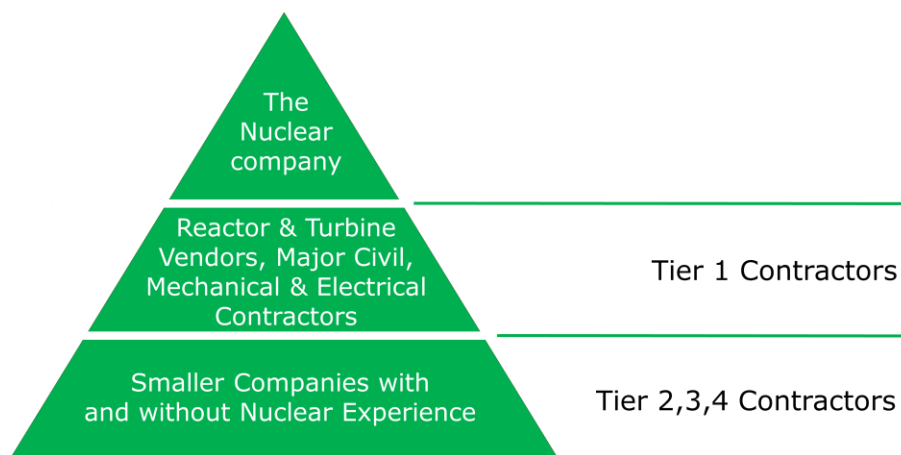 The
Nuclear
company
Reactor & Turbine
Vendors, Major Civil,
Mechanical & Electrical
Contractors
Tier 1 Contractors
Smaller Companies with
and without Nuclear Experience
Tier 2,3,4 Contractors